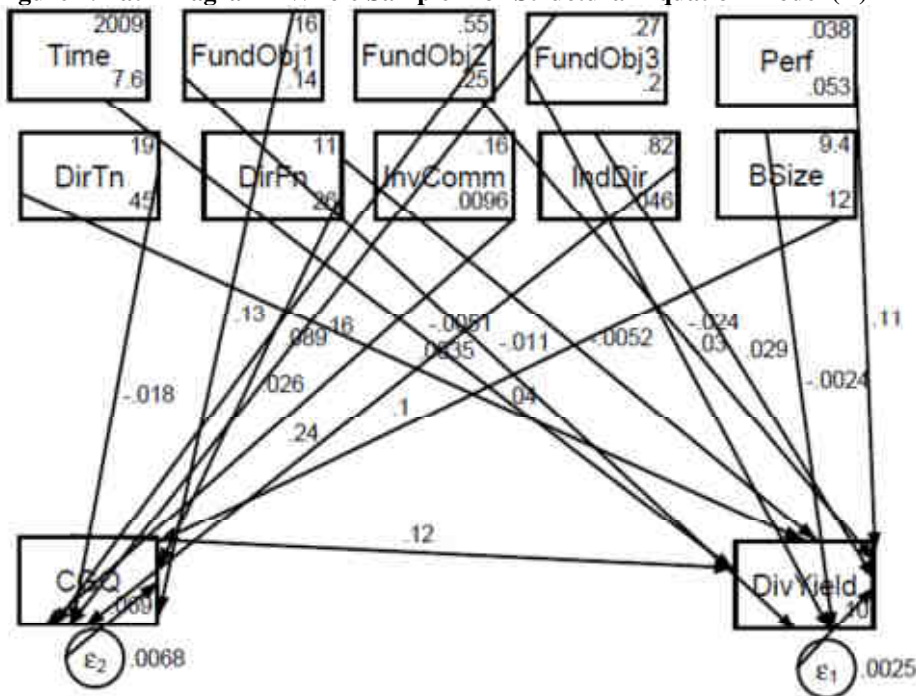 2009 .16 .55 .27 .038
Time FundObj1 FundObj2 FundObj3 Perf
7.6 .14 .25 .2 .053
19 11 .16 .82 9.4
DirTn DirFn InvComm IndDir BSize
45 26 .0096 .046 12
.13 .089 .16 -.0051 .0035 -.011 -.0052 -.024 .03 .029 .11
-.018 .026 .1 .04 -.0024
.24
.12
CGQ DivYield
.069 .10
ε2 .0068 ε1 .0025